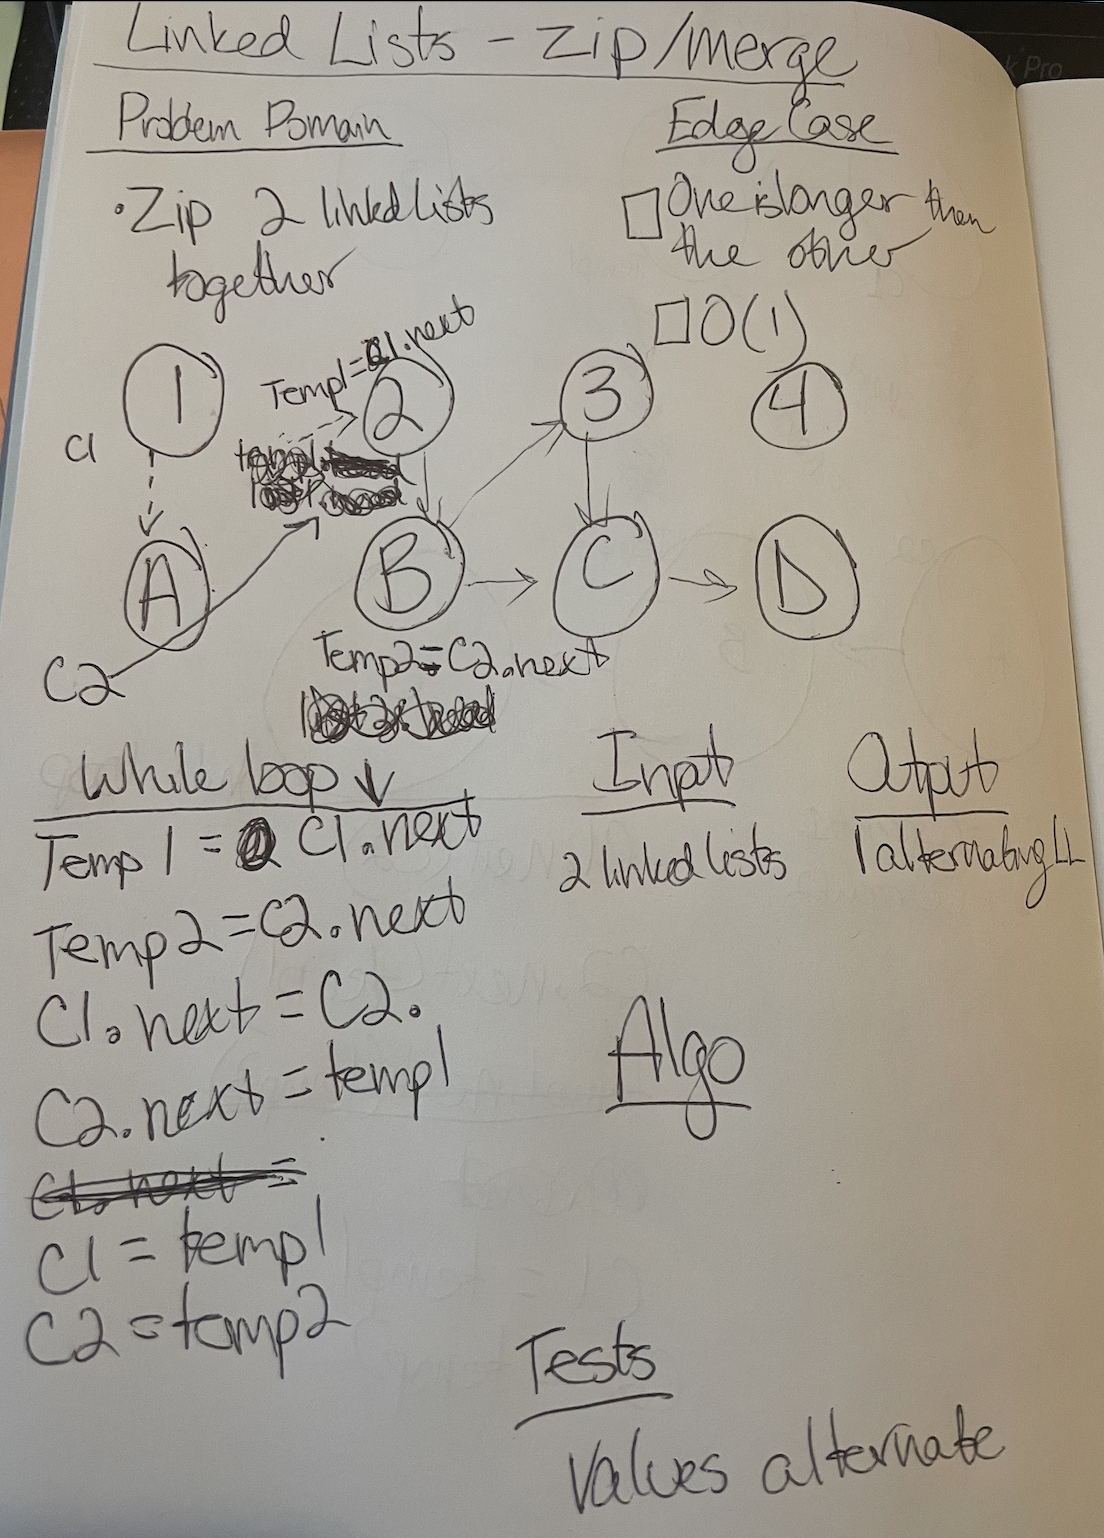 Linked Lists - Zip/Merge
k Pro
Problem Domain
• Zip 2 linked lists
together
Edge Case
□ One is longer then
the other
□ O(1)
1
Temp1=C1.next
2
3
4
C1
A
B
C
D
C2
Temp2=C2.next
While loop ↓
Temp 1 = C1.next
Temp2=C2.next
C1.next = C2.
C2.next = temp1
C1.next =
C1 = temp1
C2=temp2
Input
2 linked lists
Output
1 alternating LL
Algo
Tests
Values alternate